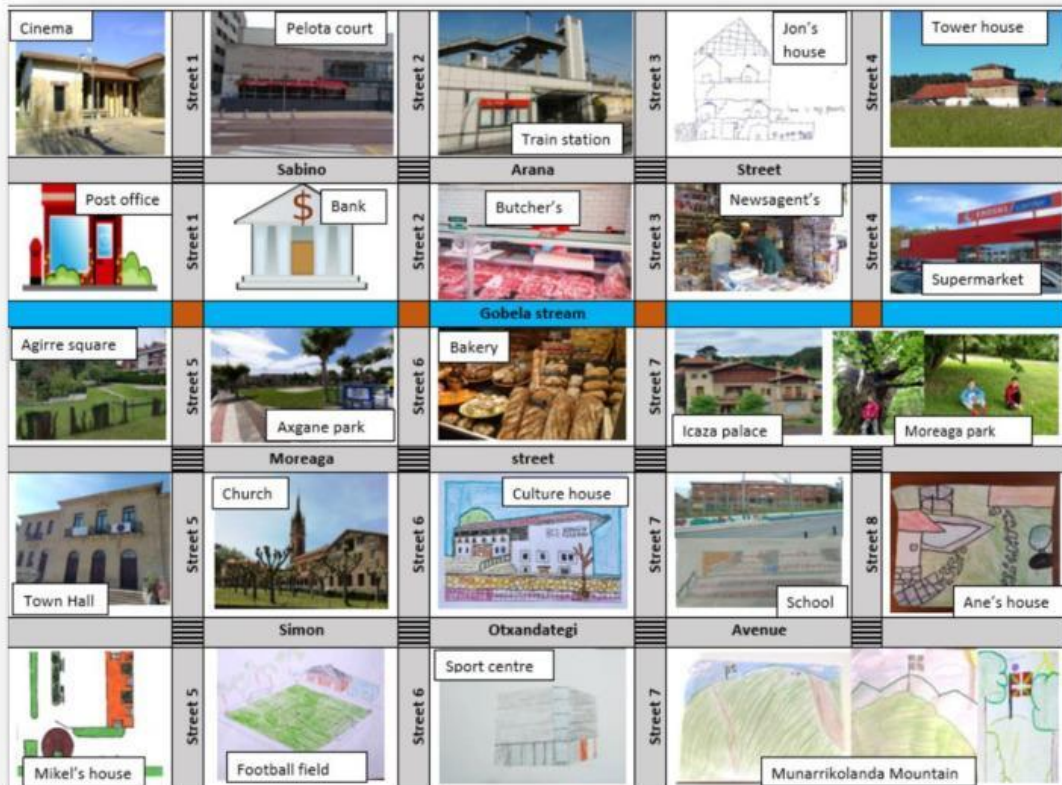 Cinema
Street 1
Pelota court
Street 2
Train station
Street 3
Jon's
house
Street 4
Tower house
Sabino Arana Street
Post office
Street 1
$
Bank
Street 2
Butcher's
Street 3
Newsagent's
Street 4
Supermarket
Gobela stream
Agirre square
Street 5
Axgane park
Street 6
Bakery
Street 7
Icaza palace
Moreaga park
Moreaga street
Town Hall
Street 5
Church
Street 6
Culture house
Street 7
School
Street 8
Ane's house
Simon Otxandategi Avenue
Mikel's house
Street 5
Football field
Street 6
Sport centre
Street 7
Munarrikolanda Mountain